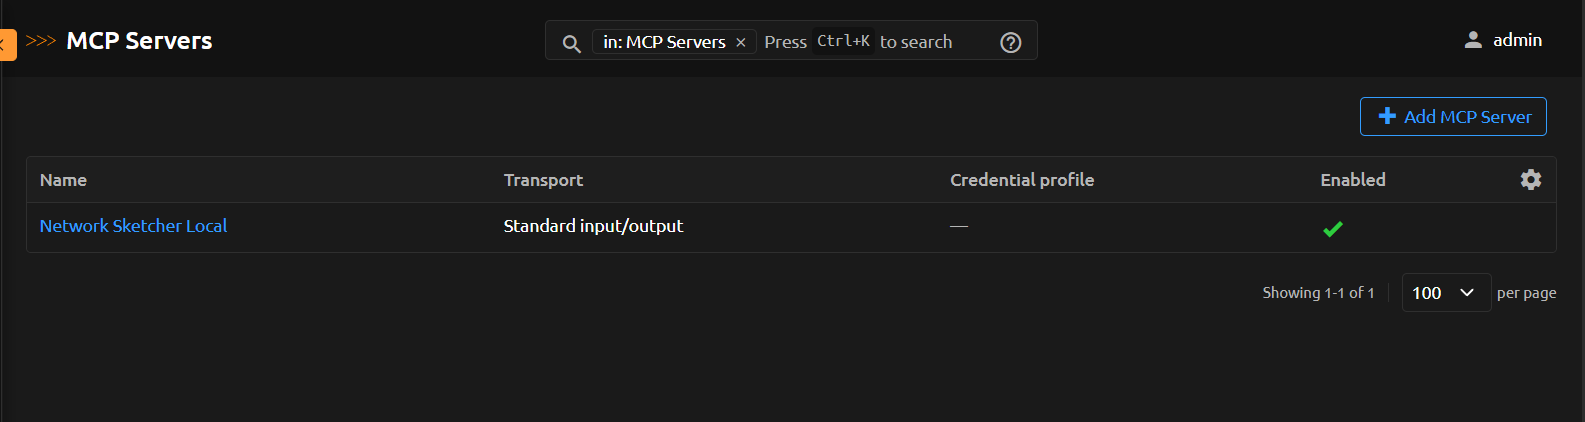 >>> MCP Servers
in: MCP Servers × Press Ctrl+K to search
admin
Add MCP Server
Name Transport Credential profile Enabled
Network Sketcher Local Standard input/output —
Showing 1-1 of 1 100 per page